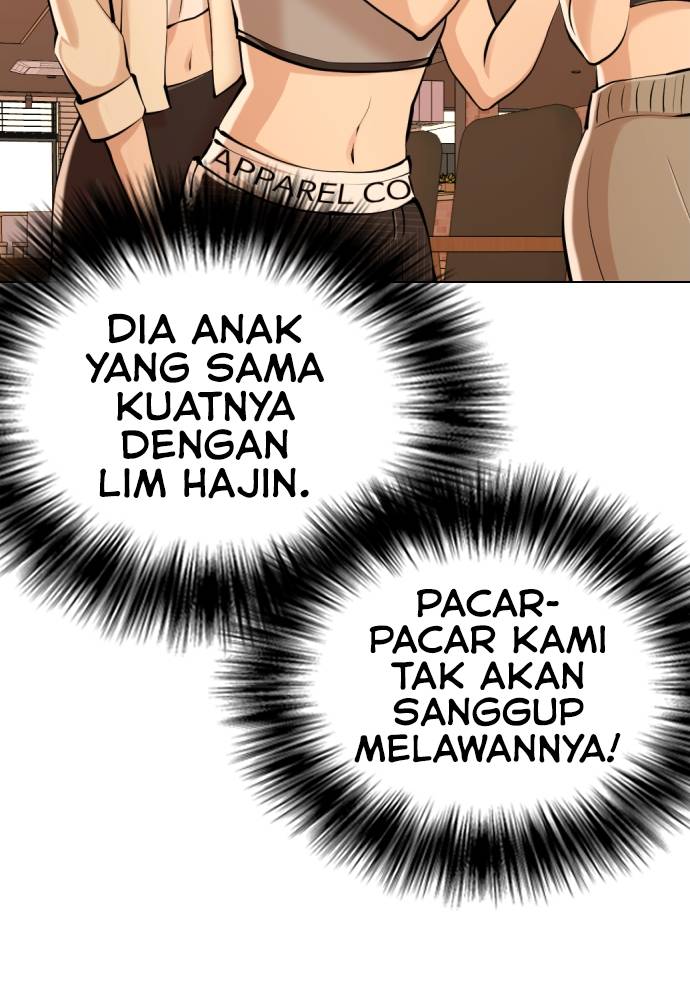 APPAREL CO
DIA ANAK
YANG SAMA
KUATNYA
DENGAN
LIM HAJIN.
PACAR-
PACAR KAMI
TAK AKAN
SANGGUP
MELAWANNYA!